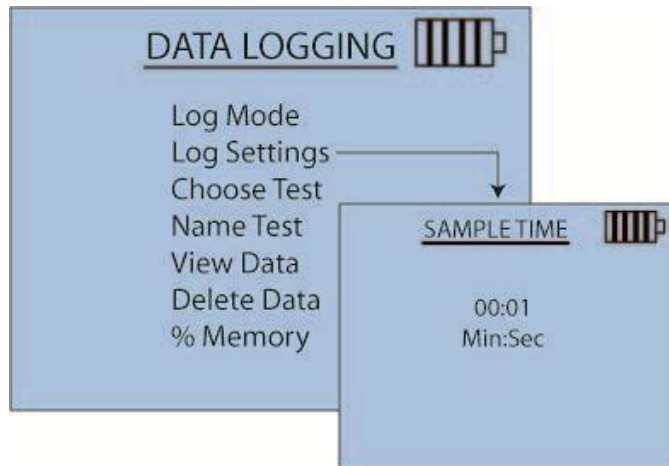 DATA LOGGING
Log Mode
Log Settings
Choose Test
Name Test
View Data
Delete Data
% Memory
SAMPLE TIME
00:01
Min:Sec